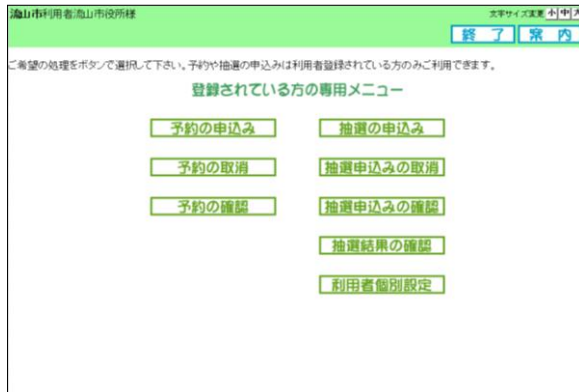 流山市利用者流山市役所様
文字サイズ変更 小 中 大
終 了 案 内
ご希望の処理をボタンで選択して下さい。予約や抽選の申込みは利用者登録されている方のみご利用できます。
登録されている方の専用メニュー
予約の申込み 抽選の申込み
予約の取消 抽選申込みの取消
予約の確認 抽選申込みの確認
抽選結果の確認
利用者個別設定